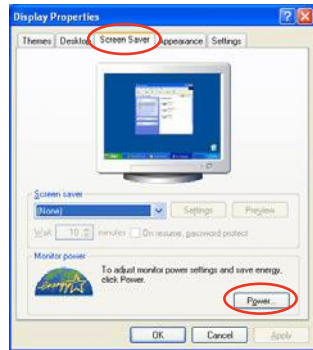 Display Properties
Themes Desktop Screen Saver Appearance Settings
Screen saver
(None) Settings Preview
Wait: 10 minutes On resume, password protect
Monitor power
To adjust monitor power settings and save energy,
click Power.
Power...
OK Cancel Apply